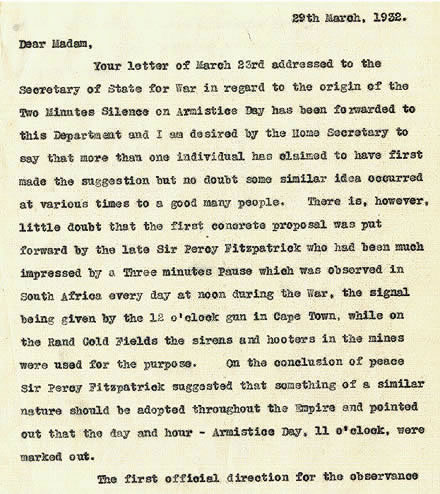 29th March, 1932.
Dear Madam,
Your letter of March 23rd addressed to the
Secretary of State for War in regard to the origin of the
Two Minutes Silence on Armistice Day has been forwarded to
this Department and I am desired by the Home Secretary to
say that more than one individual has claimed to have first
made the suggestion but no doubt some similar idea occurred
at various times to a good many people. There is, however,
little doubt that the first concrete proposal was put
forward by the late Sir Percy Fitzpatrick who had been much
impressed by a Three minutes Pause which was observed in
South Africa every day at noon during the War, the signal
being given by the 12 o'clock gun in Cape Town, while on
the Rand Gold Fields the sirens and hooters in the mines
were used for the purpose. On the conclusion of peace
Sir Percy Fitzpatrick suggested that something of a similar
nature should be adopted throughout the Empire and pointed
out that the day and hour - Armistice Day, 11 o'clock, were
marked out.
The first official direction for the observance